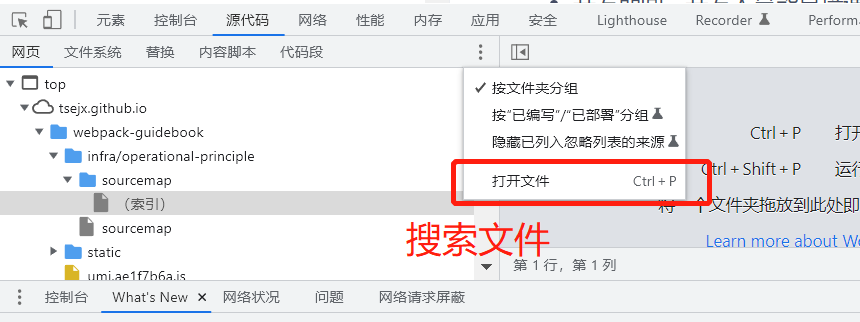 元素 控制台 源代码 网络 性能 内存 应用 安全 Lighthouse Recorder Performa
网页 文件系统 替换 内容脚本 代码段
top
tsejx.github.io
webpack-guidebook
infra/operational-principle
sourcemap
（索引）
sourcemap
static
umi.ae1f7b6a.js
按文件夹分组
按“已编写”/“已部署”分组
隐藏已列入忽略列表的来源
打开文件 Ctrl + P
搜索文件
Ctrl + P 打开
Ctrl + Shift + P 运行
将一个文件夹拖放到此处即
Learn more about Wo
第 1 行，第 1 列
控制台 What's New × 网络状况 问题 网络请求屏蔽